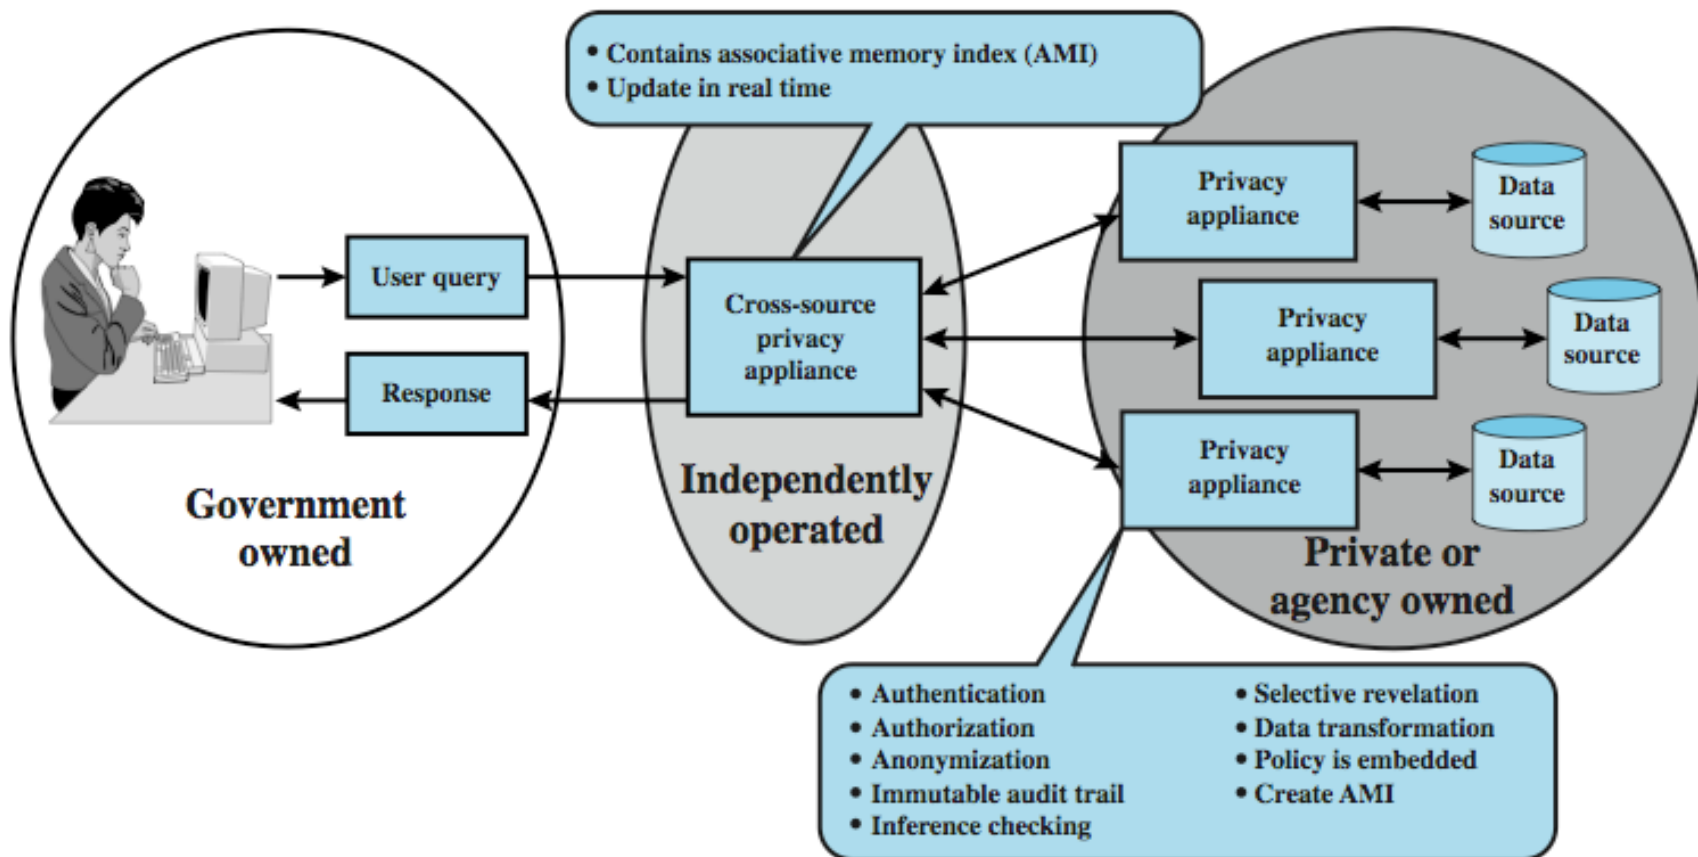 • Contains associative memory index (AMI)
• Update in real time
User query
Response
Government
owned
Cross-source
privacy
appliance
Independently
operated
Privacy
appliance
Data
source
Privacy
appliance
Data
source
Privacy
appliance
Data
source
Private or
agency owned
• Authentication
• Authorization
• Anonymization
• Immutable audit trail
• Inference checking
• Selective revelation
• Data transformation
• Policy is embedded
• Create AMI